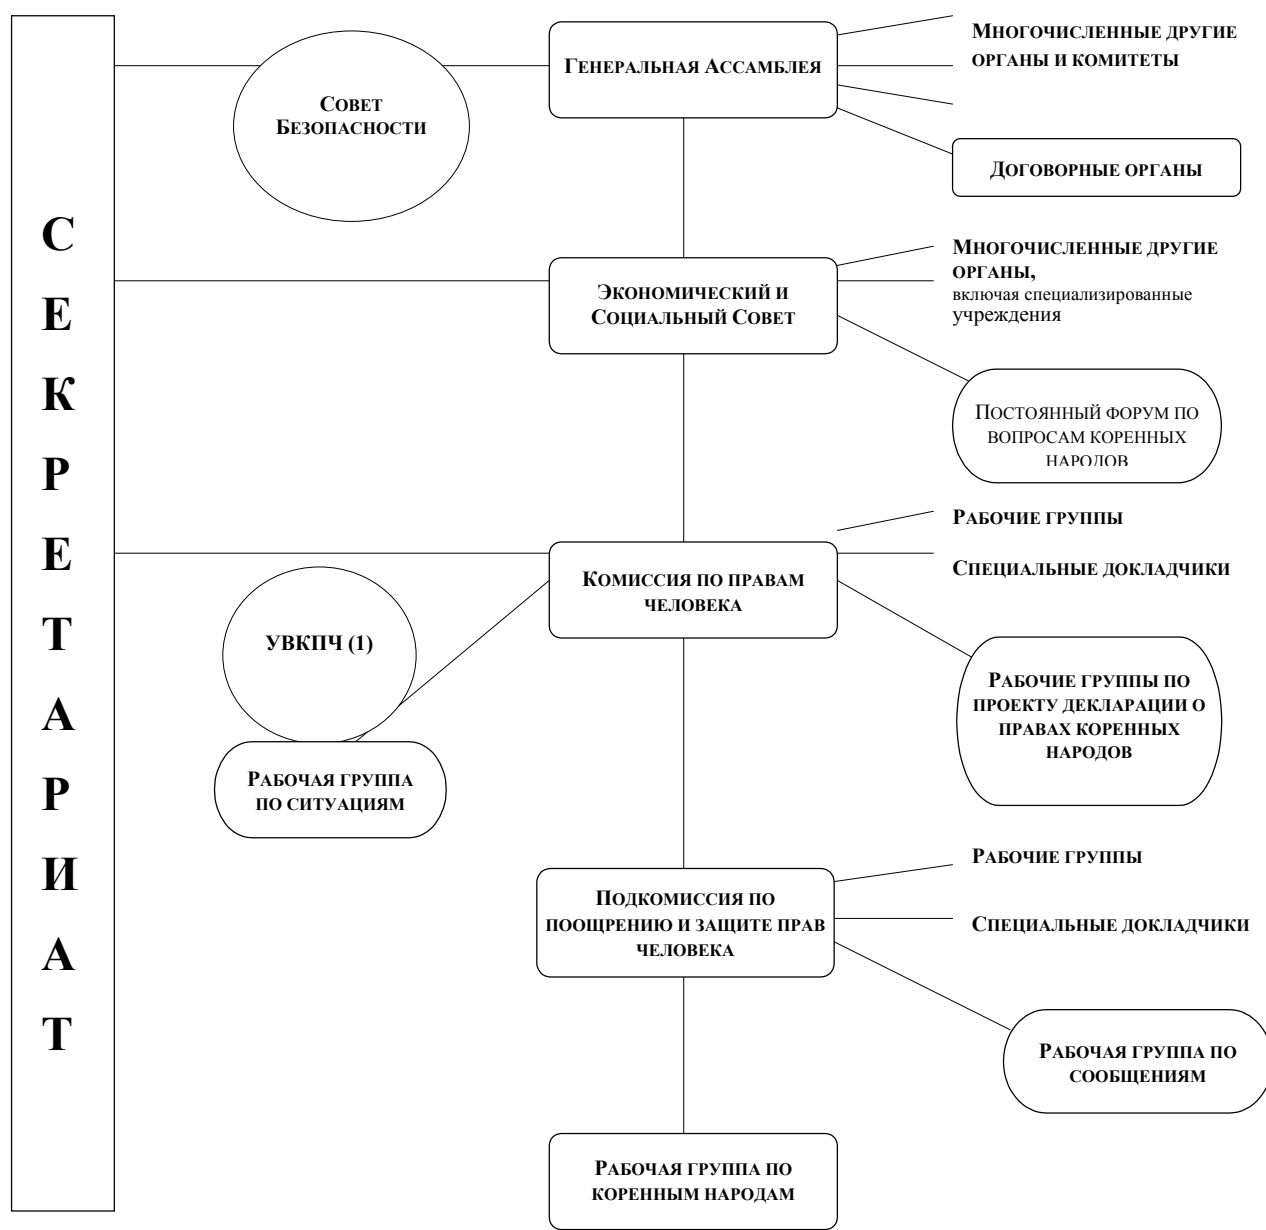 СЕКРЕТАРИАТ
Многочисленные другие
органы и комитеты
Генеральная Ассамблея
Совет
Безопасности
Договорные органы
Многочисленные другие
органы,
включая специализированные
учреждения
Экономический и
Социальный Совет
Постоянный форум по
вопросам коренных
народов
Рабочие группы
Специальные докладчики
Комиссия по правам
человека
УВКПЧ (1)
Рабочие группы по
проекту декларации о
правах коренных
народов
Рабочая группа
по ситуациям
Рабочие группы
Специальные докладчики
Подкомиссия по
поощрению и защите прав
человека
Рабочая группа по
сообщениям
Рабочая группа по
коренным народам